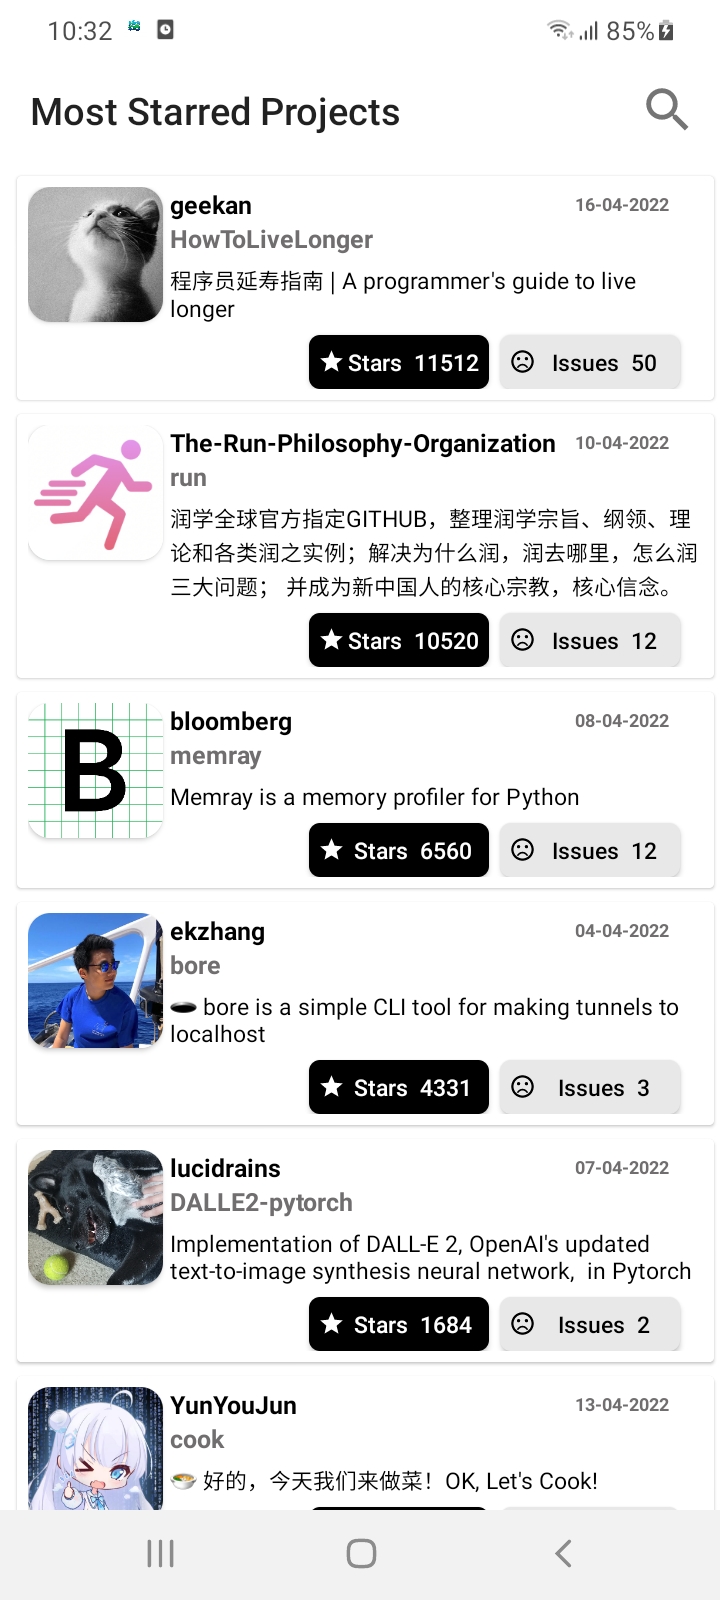 10:32
85%
Most Starred Projects
geekan 16-04-2022
HowToLiveLonger
程序员延寿指南 | A programmer's guide to live
longer
Stars 11512 Issues 50
The-Run-Philosophy-Organization 10-04-2022
run
润学全球官方指定GITHUB，整理润学宗旨、纲领、理
论和各类润之实例；解决为什么润，润去哪里，怎么润
三大问题； 并成为新中国人的核心宗教，核心信念。
Stars 10520 Issues 12
B
bloomberg 08-04-2022
memray
Memray is a memory profiler for Python
Stars 6560 Issues 12
ekzhang 04-04-2022
bore
🕳 bore is a simple CLI tool for making tunnels to
localhost
Stars 4331 Issues 3
lucidrains 07-04-2022
DALLE2-pytorch
Implementation of DALL-E 2, OpenAI's updated
text-to-image synthesis neural network,  in Pytorch
Stars 1684 Issues 2
YunYouJun 13-04-2022
cook
🍲 好的，今天我们来做菜！OK, Let's Cook!